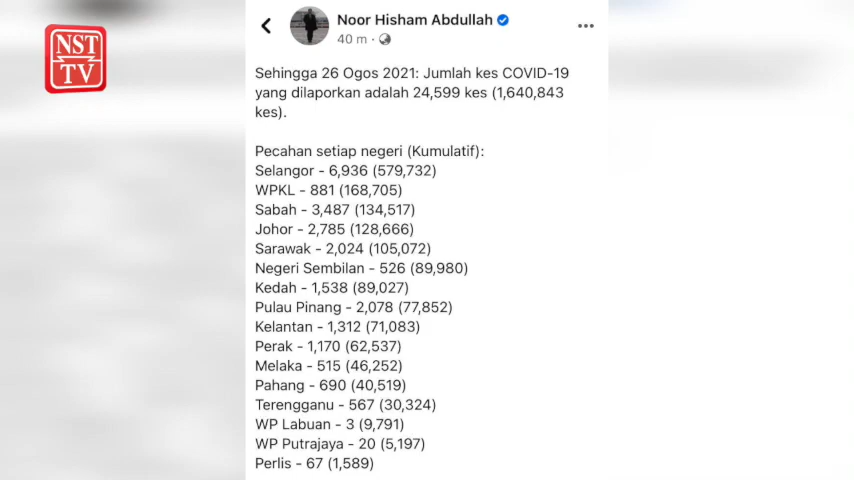 NST
TV
Noor Hisham Abdullah
40 m ·
Sehingga 26 Ogos 2021: Jumlah kes COVID-19
yang dilaporkan adalah 24,599 kes (1,640,843
kes).
Pecahan setiap negeri (Kumulatif):
Selangor - 6,936 (579,732)
WPKL - 881 (168,705)
Sabah - 3,487 (134,517)
Johor - 2,785 (128,666)
Sarawak - 2,024 (105,072)
Negeri Sembilan - 526 (89,980)
Kedah - 1,538 (89,027)
Pulau Pinang - 2,078 (77,852)
Kelantan - 1,312 (71,083)
Perak - 1,170 (62,537)
Melaka - 515 (46,252)
Pahang - 690 (40,519)
Terengganu - 567 (30,324)
WP Labuan - 3 (9,791)
WP Putrajaya - 20 (5,197)
Perlis - 67 (1,589)